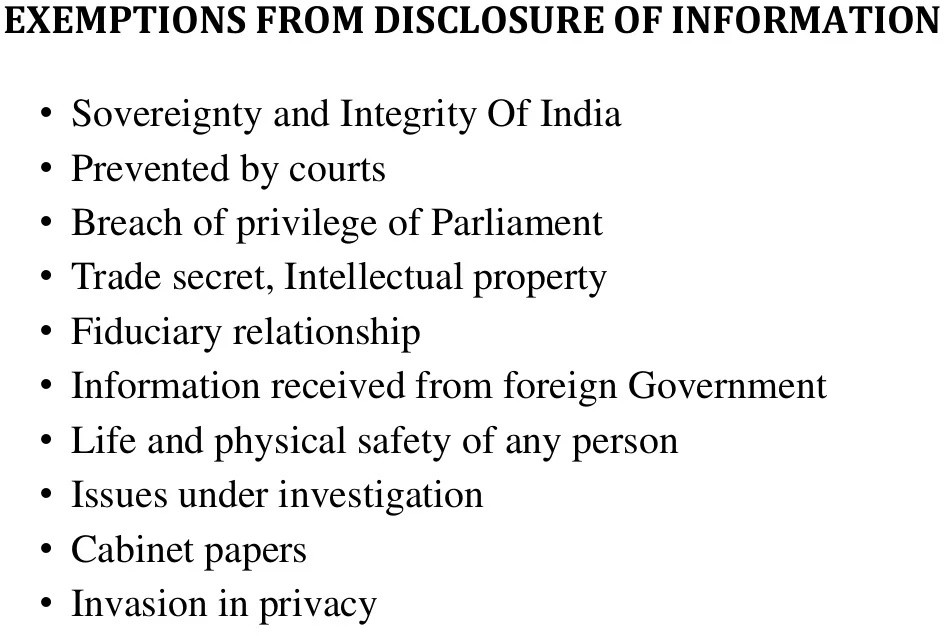 EXEMPTIONS FROM DISCLOSURE OF INFORMATION
• Sovereignty and Integrity Of India
• Prevented by courts
• Breach of privilege of Parliament
• Trade secret, Intellectual property
• Fiduciary relationship
• Information received from foreign Government
• Life and physical safety of any person
• Issues under investigation
• Cabinet papers
• Invasion in privacy